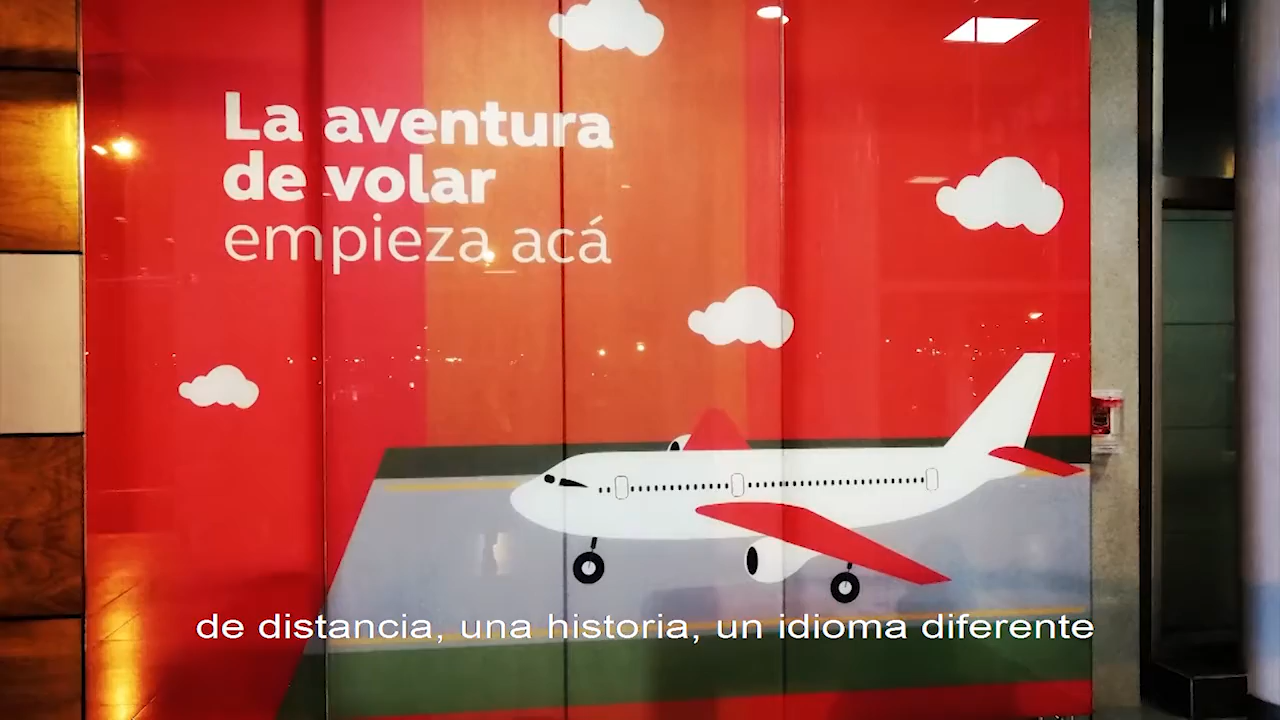 La aventura
de volar
empieza acá
de distancia, una historia, un idioma diferente